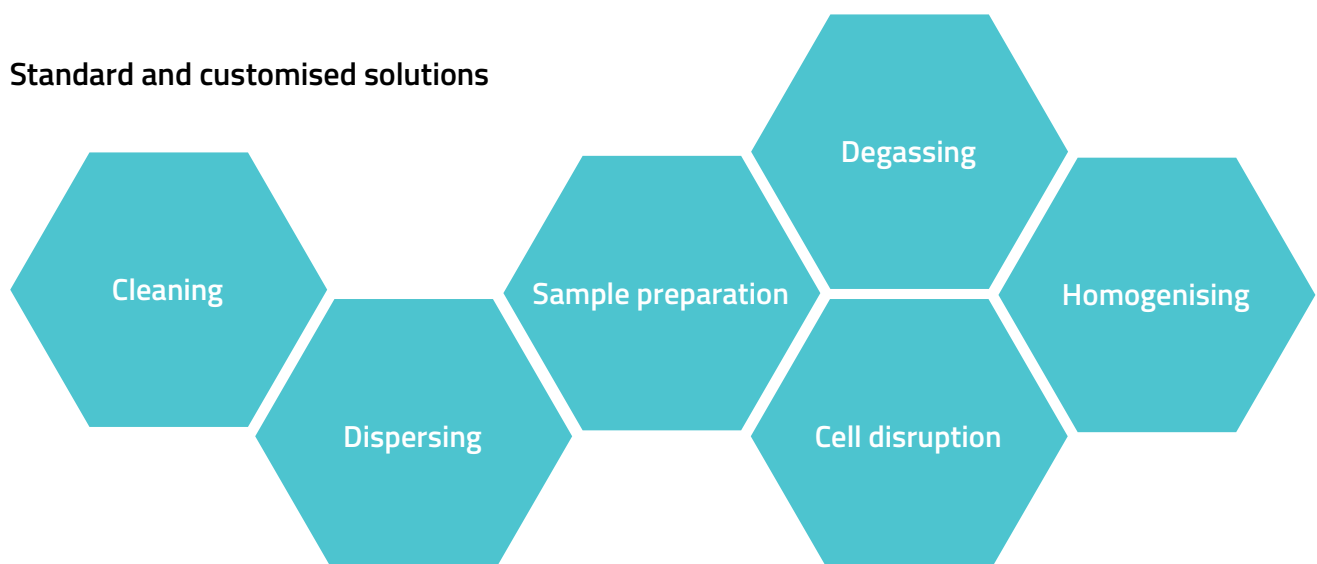 Standard and customised solutions
Cleaning
Dispersing
Sample preparation
Degassing
Cell disruption
Homogenising